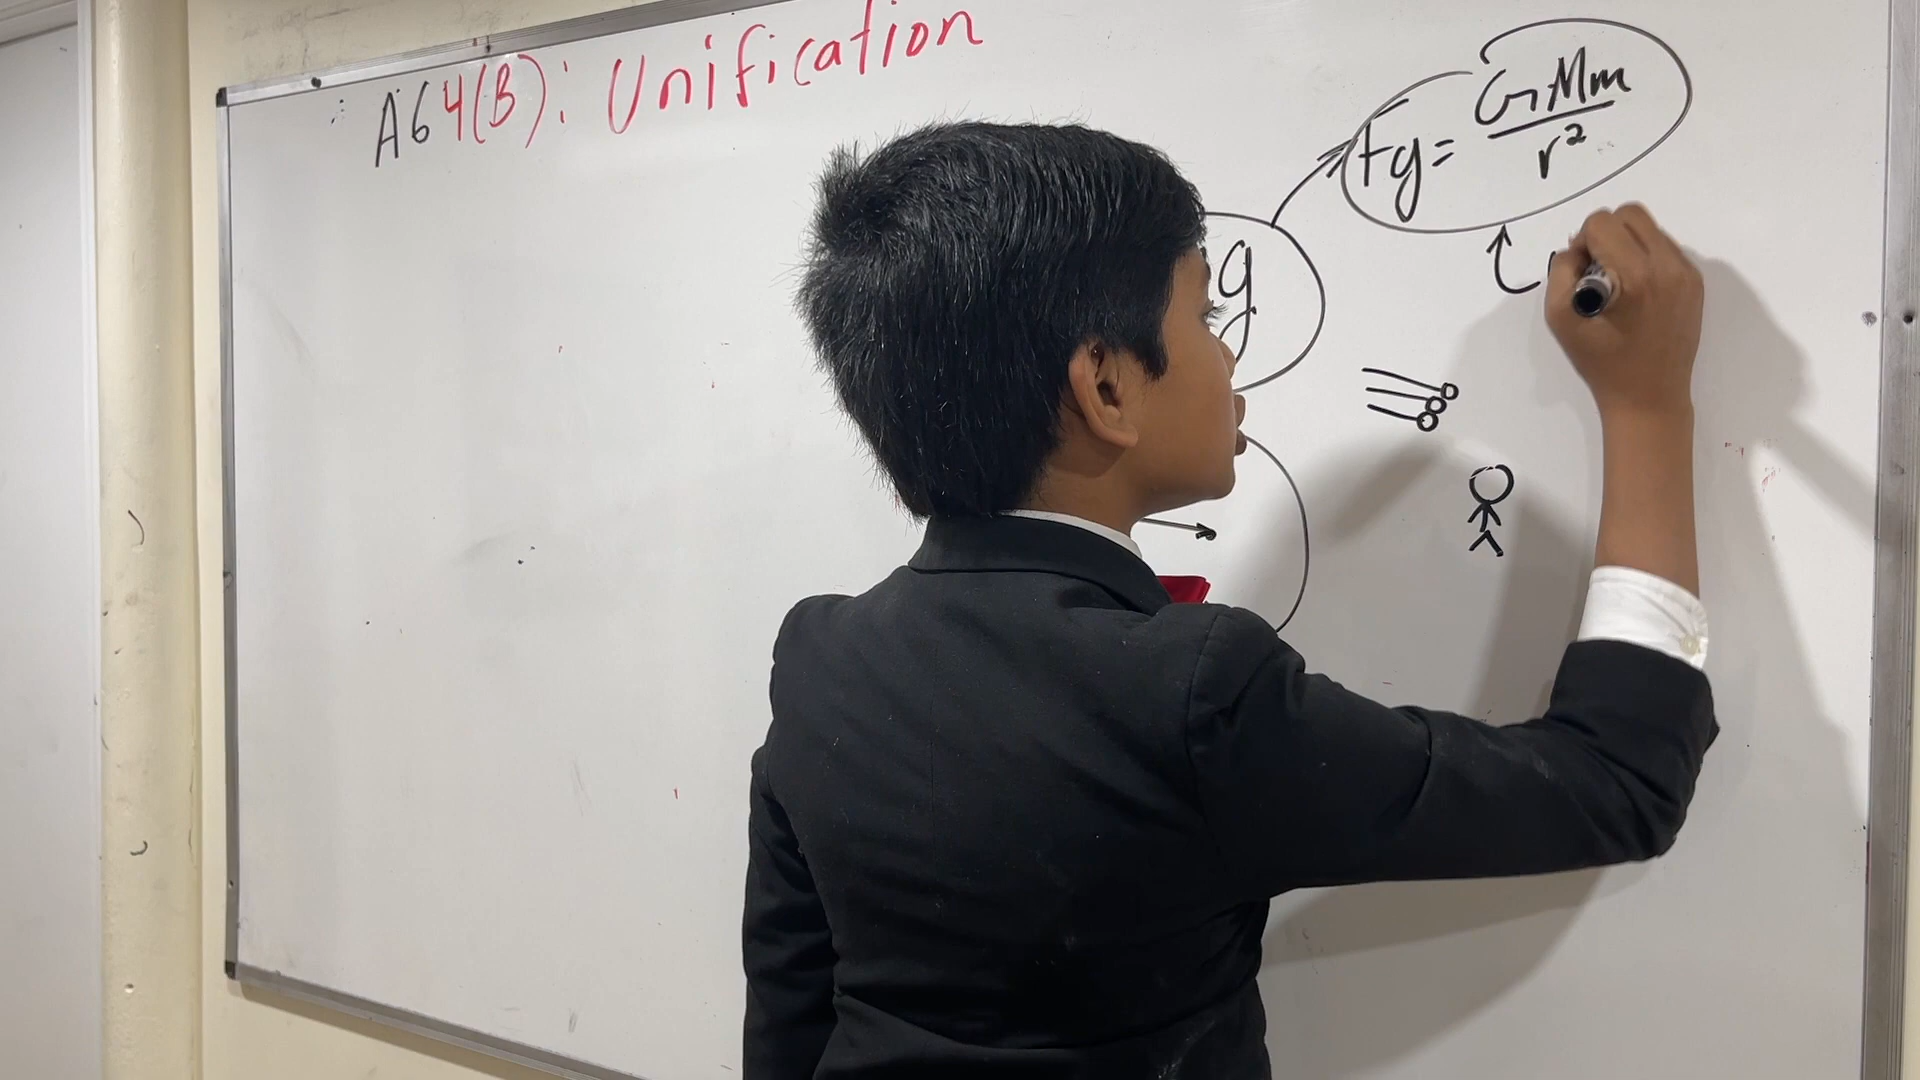 A64(B): Unification
Fg = GMm
r²
g